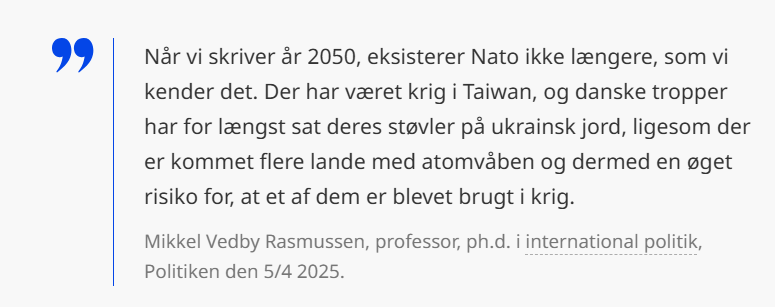 Når vi skriver år 2050, eksisterer Nato ikke længere, som vi
kender det. Der har været krig i Taiwan, og danske tropper
har for længst sat deres støvler på ukrainsk jord, ligesom der
er kommet flere lande med atomvåben og dermed en øget
risiko for, at et af dem er blevet brugt i krig.
Mikkel Vedby Rasmussen, professor, ph.d. i international politik,
Politiken den 5/4 2025.